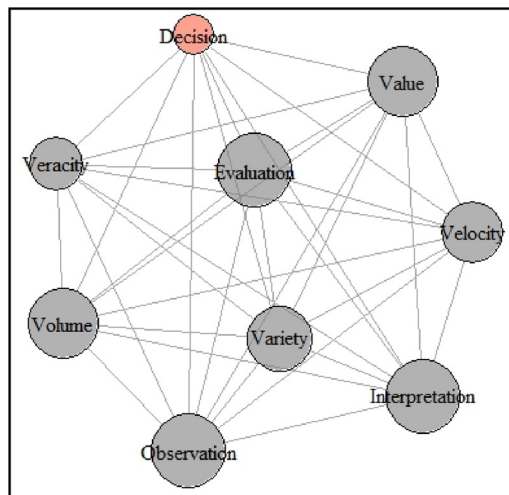 Decision
Value
Veracity
Evaluation
Velocity
Volume
Variety
Interpretation
Observation